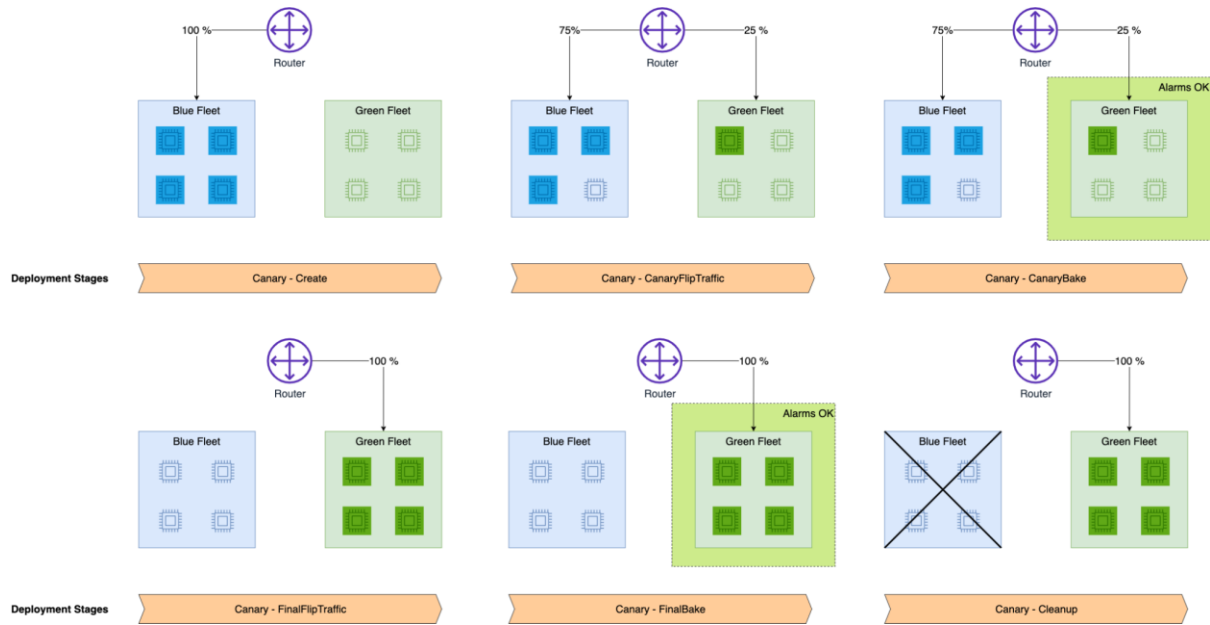 100 %
Router
Blue Fleet
Green Fleet
75%
25 %
Router
Blue Fleet
Green Fleet
75%
25 %
Router
Alarms OK
Blue Fleet
Green Fleet
Deployment Stages
Canary - Create
Canary - CanaryFlipTraffic
Canary - CanaryBake
100 %
Router
Blue Fleet
Green Fleet
100 %
Router
Alarms OK
Blue Fleet
Green Fleet
100 %
Router
Blue Fleet
Green Fleet
Deployment Stages
Canary - FinalFlipTraffic
Canary - FinalBake
Canary - Cleanup